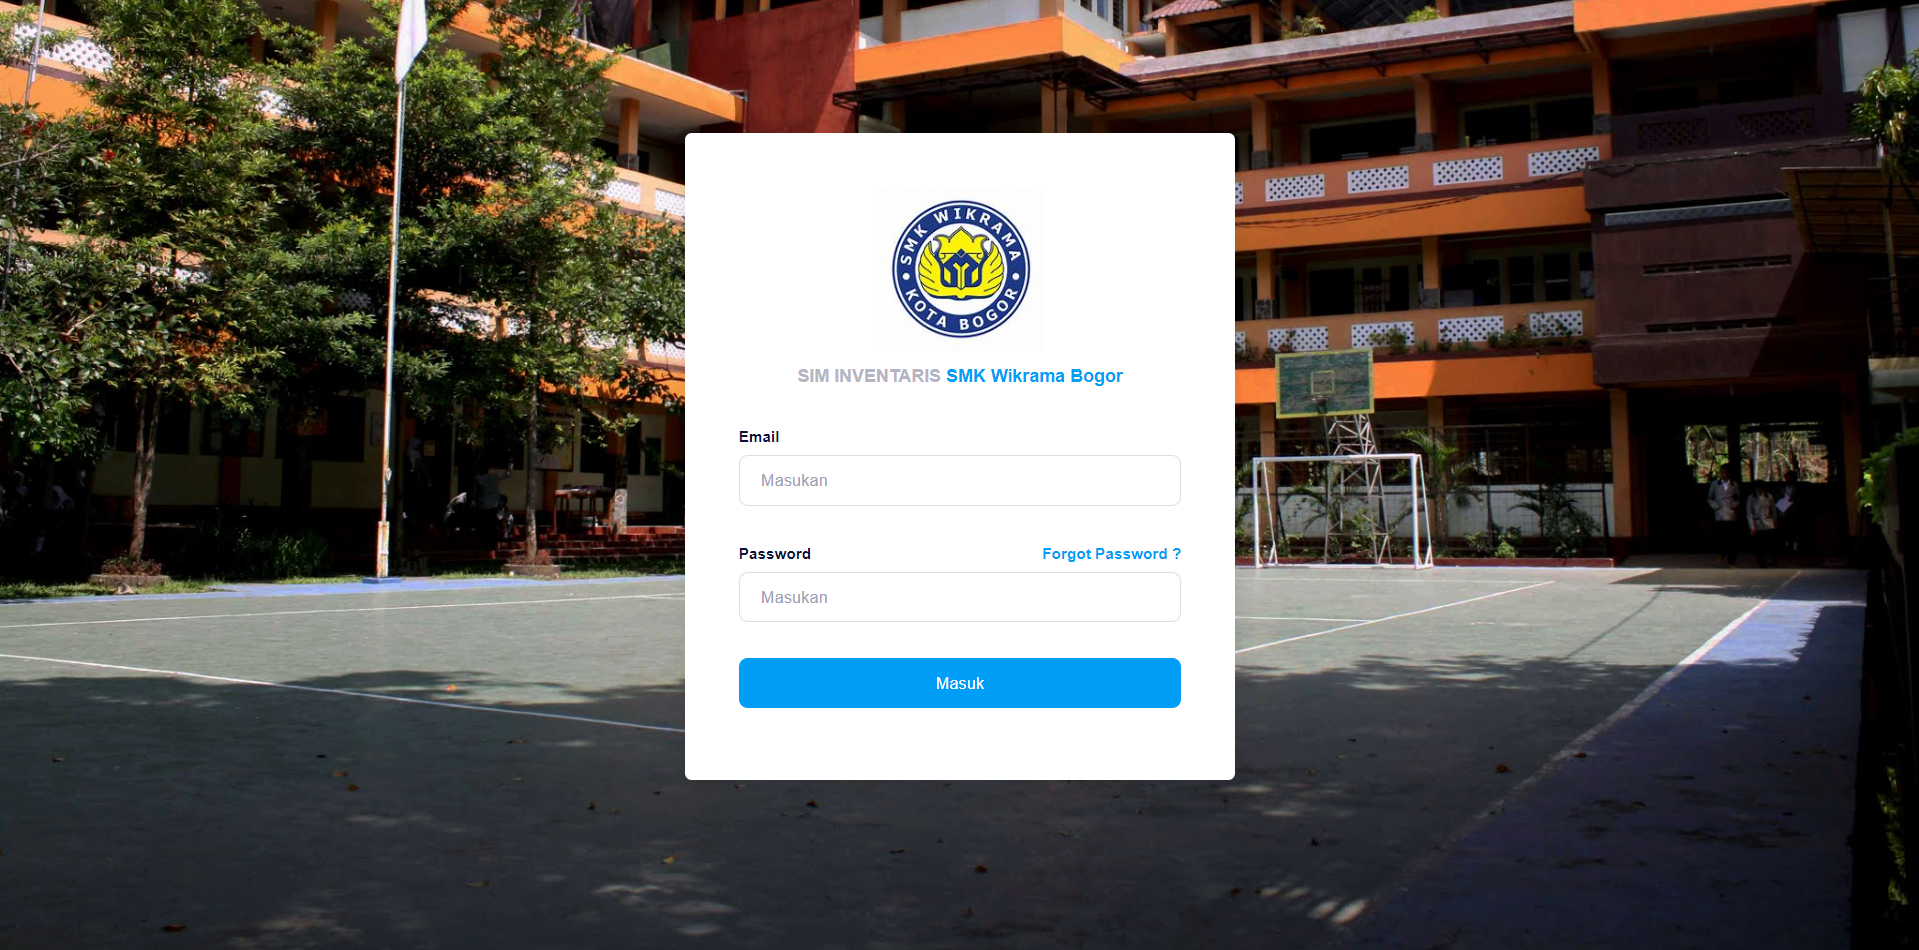 SMK WIKRAMA
KOTA BOGOR
SIM INVENTARIS SMK Wikrama Bogor
Email
Masukan
Password Forgot Password ?
Masukan
Masuk